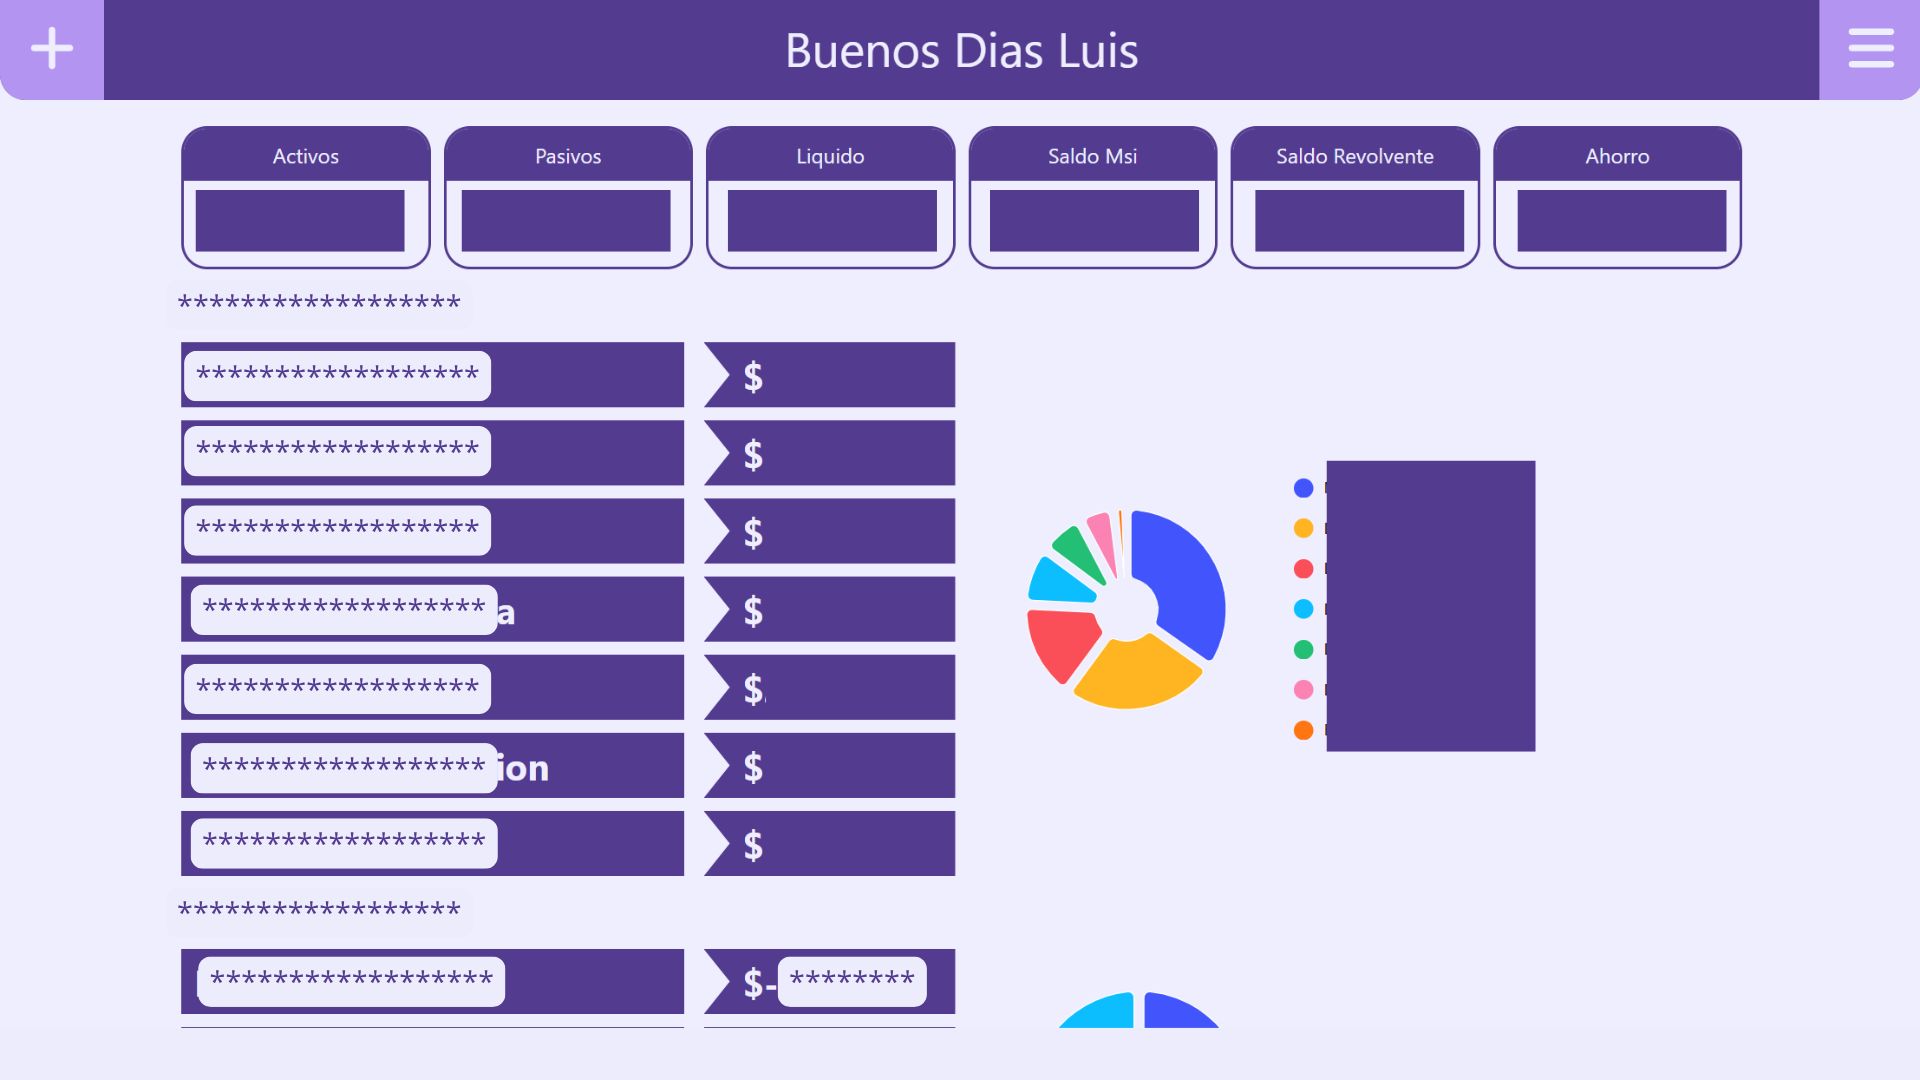 Buenos Dias Luis
Activos
Pasivos
Liquido
Saldo Msi
Saldo Revolvente
Ahorro
******************
******************
$
******************
$
******************
$
******************a
$
******************
$
******************ion
$
******************
$
******************
******************
$-********